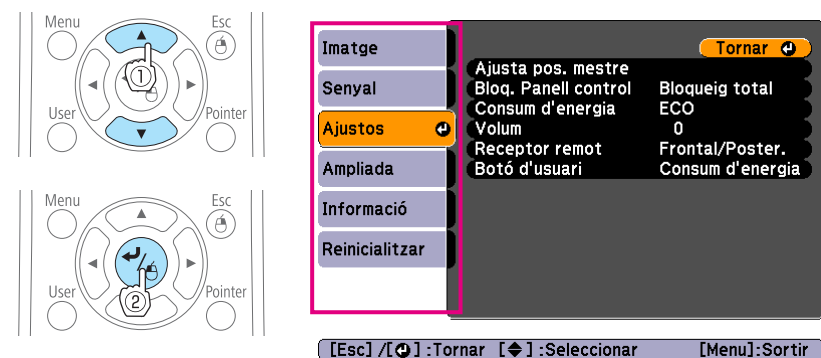 Menu
Esc
①
User
Pointer
Menu
Esc
User
②
Pointer
Imatge
Senyal
Ajustos
Ampliada
Informació
Reinicialitzar
Tornar
Ajusta pos. mestre
Bloq. Panell control Bloqueig total
Consum d'energia ECO
Volum 0
Receptor remot Frontal/Poster.
Botó d'usuari Consum d'energia
[Esc] /[⏎] :Tornar [◆] :Seleccionar [Menu]:Sortir